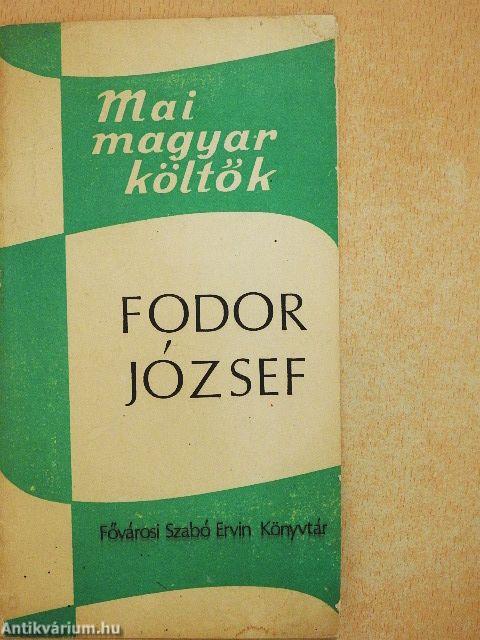 Mai
magyar
költők
FODOR
JÓZSEF
Fővárosi Szabó Ervin Könyvtár
Antikvárium.hu